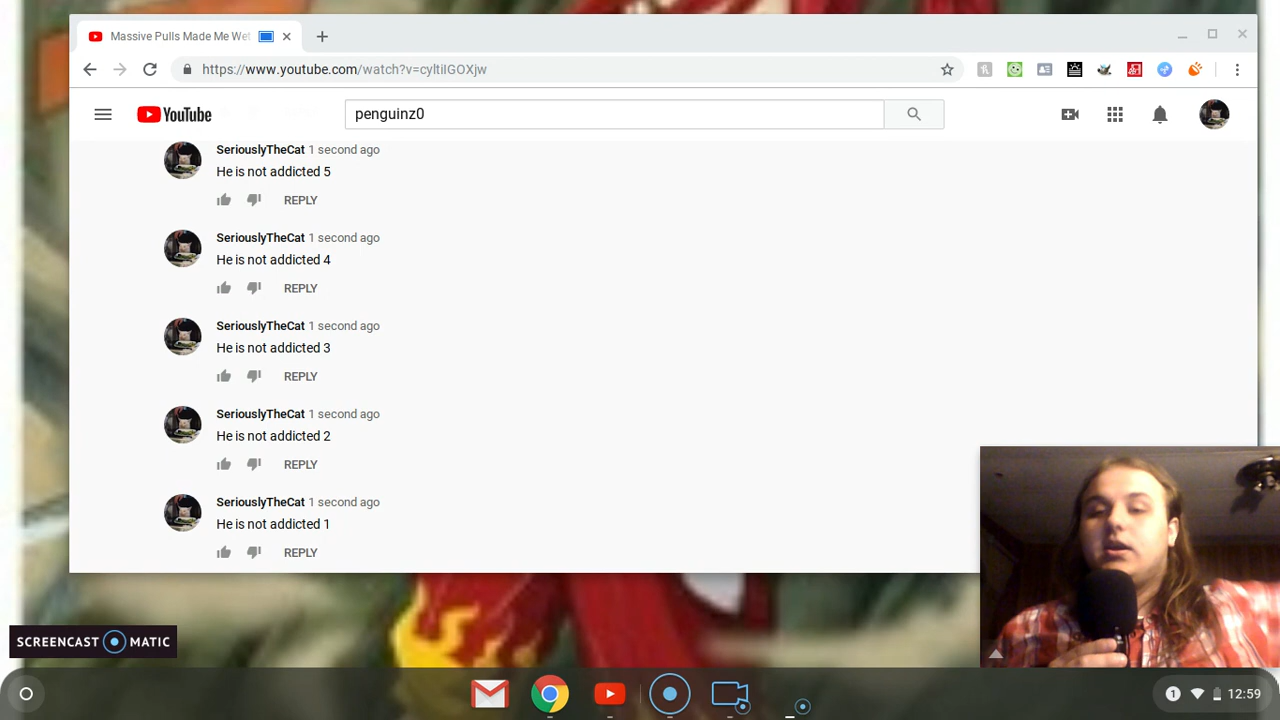 Massive Pulls Made Me Wet
https://www.youtube.com/watch?v=cyltiIGOXjw
YouTube
penguinz0
SeriouslyTheCat 1 second ago
He is not addicted 5
REPLY
SeriouslyTheCat 1 second ago
He is not addicted 4
REPLY
SeriouslyTheCat 1 second ago
He is not addicted 3
REPLY
SeriouslyTheCat 1 second ago
He is not addicted 2
REPLY
SeriouslyTheCat 1 second ago
He is not addicted 1
REPLY
SCREENCAST MATIC
1 12:59